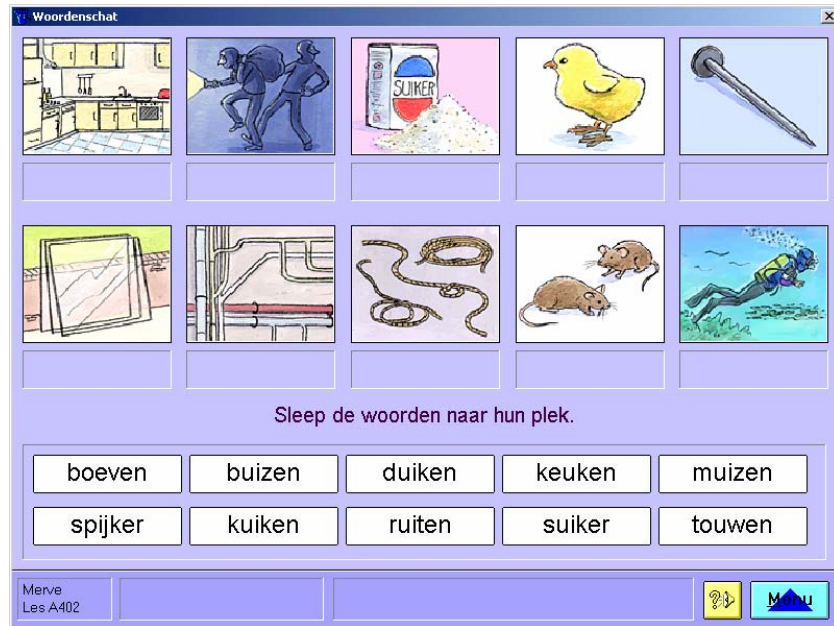 Woordenschat
SUIKER
Sleep de woorden naar hun plek.
boeven buizen duiken keuken muizen
spijker kuiken ruiten suiker touwen
Merve
Les A402
? Menu